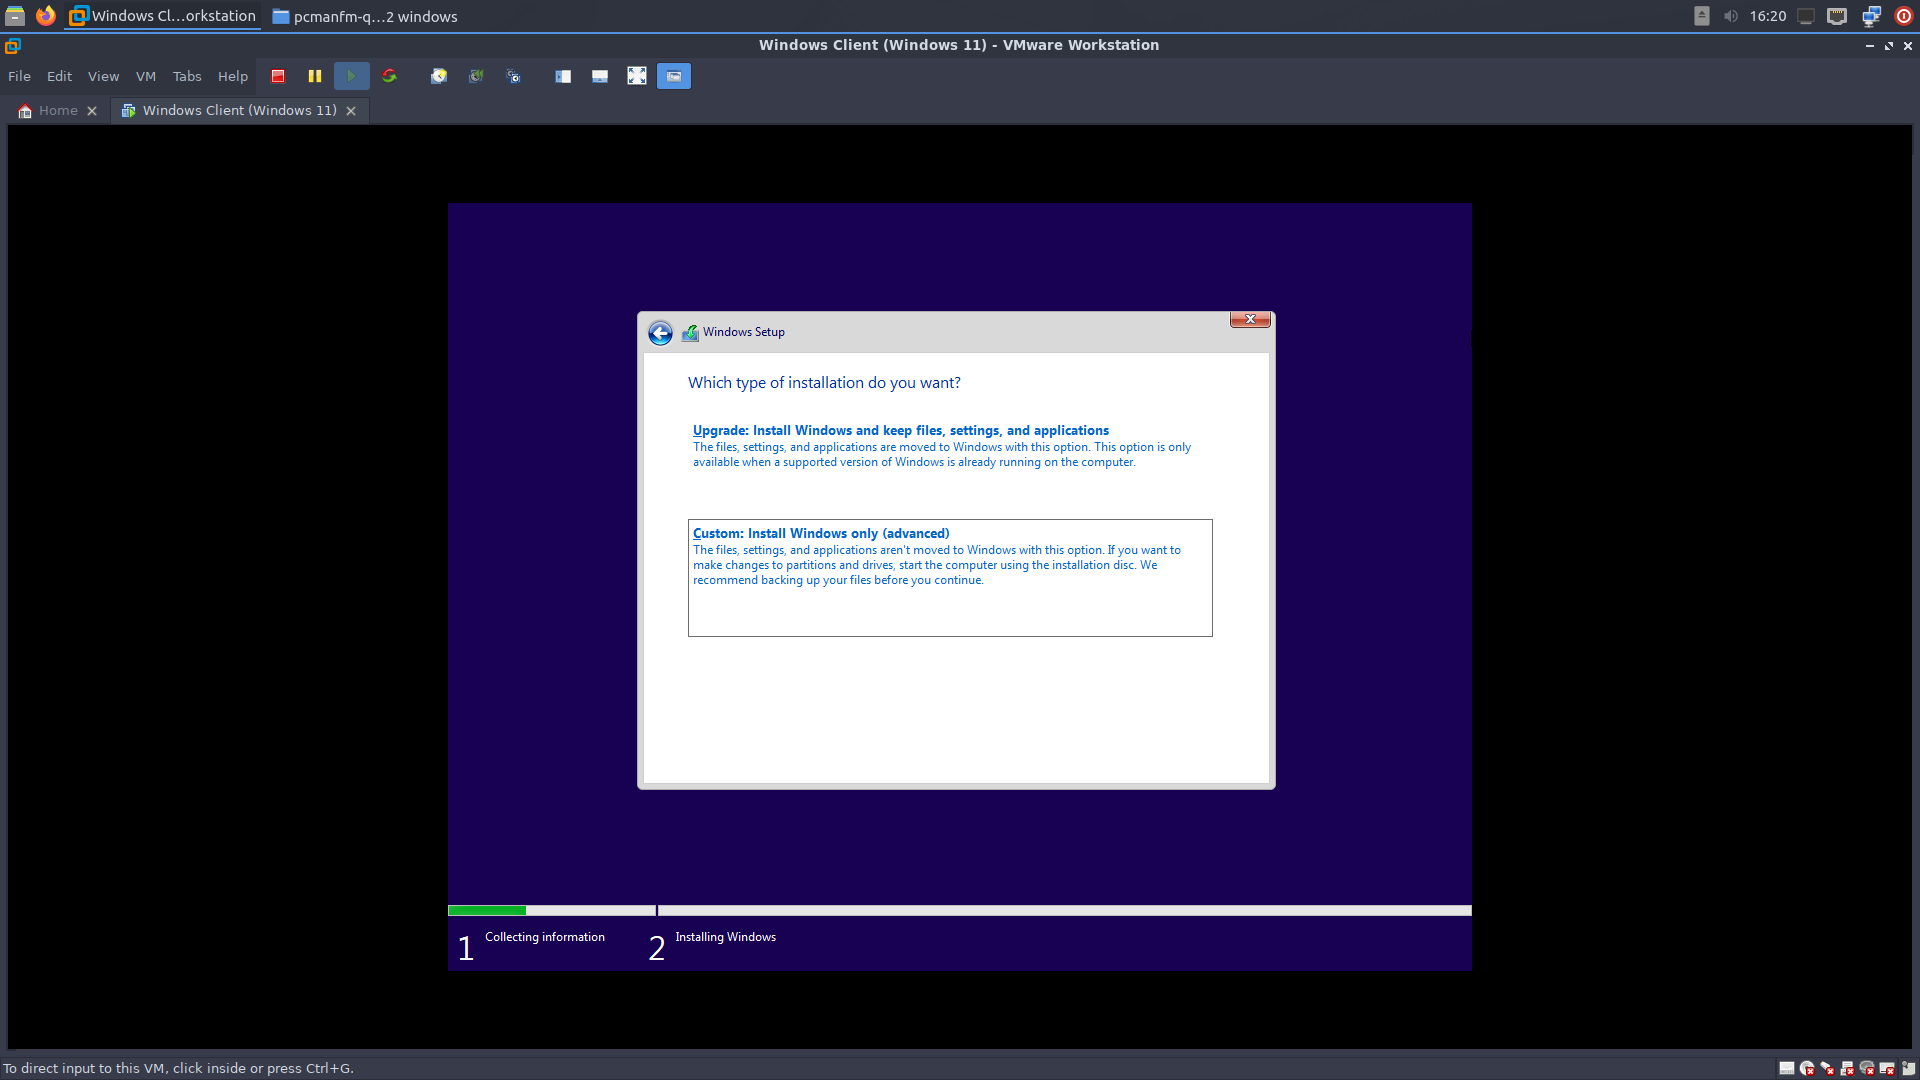 Windows Cl...orkstation
pcmanfm-q...2 windows
16:20
Windows Client (Windows 11) - VMware Workstation
File Edit View VM Tabs Help
Home
Windows Client (Windows 11)
Windows Setup
Which type of installation do you want?
Upgrade: Install Windows and keep files, settings, and applications
The files, settings, and applications are moved to Windows with this option. This option is only
available when a supported version of Windows is already running on the computer.
Custom: Install Windows only (advanced)
The files, settings, and applications aren't moved to Windows with this option. If you want to
make changes to partitions and drives, start the computer using the installation disc. We
recommend backing up your files before you continue.
1 Collecting information
2 Installing Windows
To direct input to this VM, click inside or press Ctrl+G.